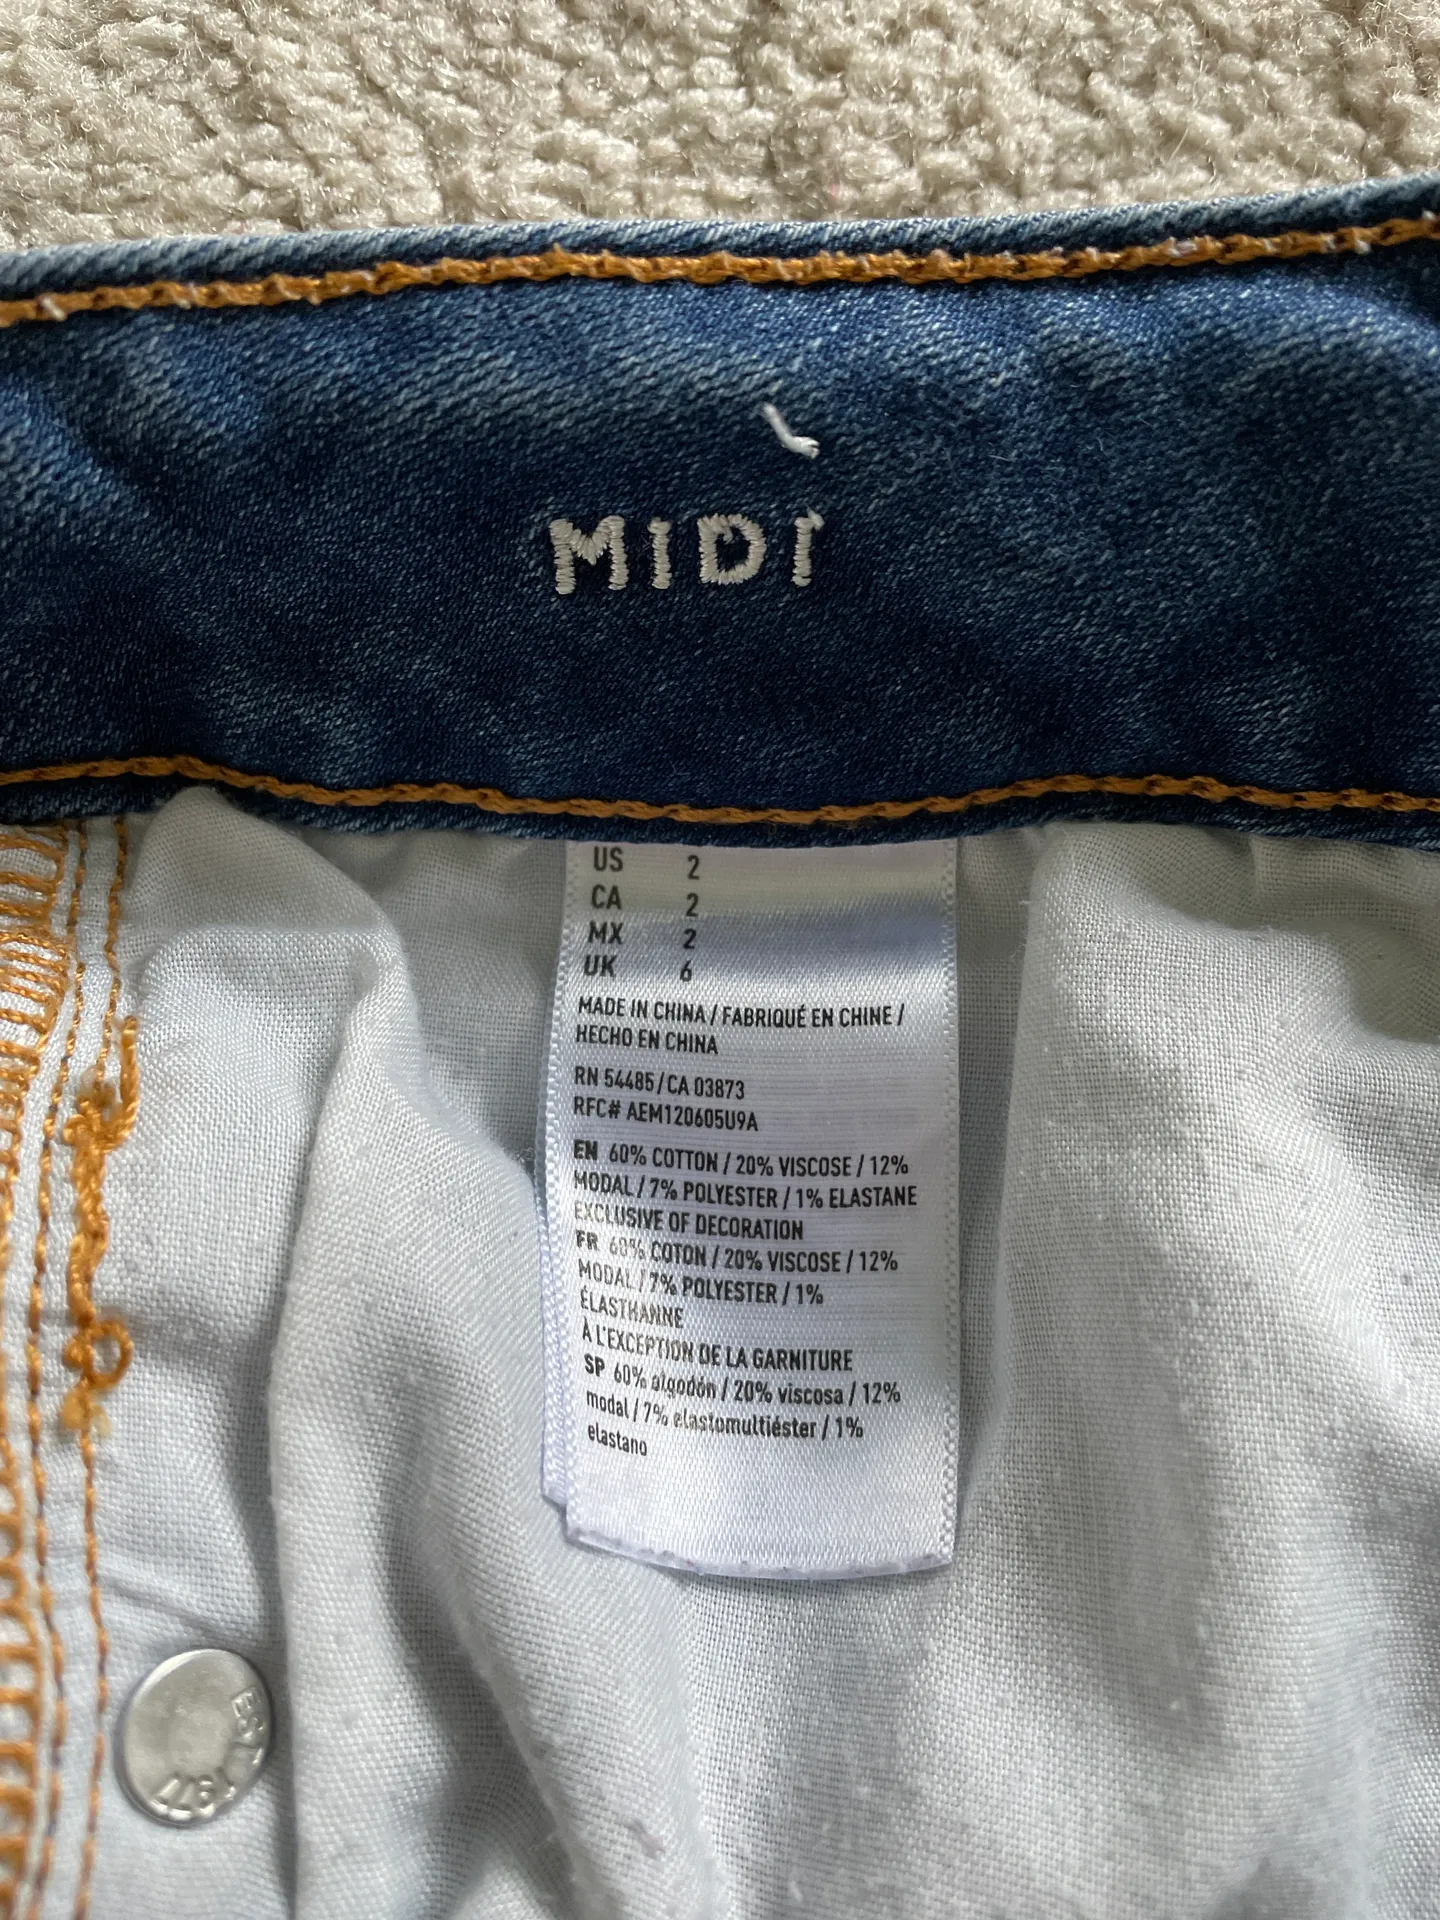 MIDI
US 2
CA 2
MX 2
UK 6
MADE IN CHINA / FABRIQUÉ EN CHINE /
HECHO EN CHINA
RN 54485 / CA 03873
RFC# AEM120605U9A
EN 60% COTTON / 20% VISCOSE / 12%
MODAL / 7% POLYESTER / 1% ELASTANE
EXCLUSIVE OF DECORATION
FR 60% COTON / 20% VISCOSE / 12%
MODAL / 7% POLYESTER / 1%
ÉLASTHANNE
À L'EXCEPTION DE LA GARNITURE
SP 60% algodón / 20% viscosa / 12%
modal / 7% elastomultiéster / 1%
elastano
EST. 1977